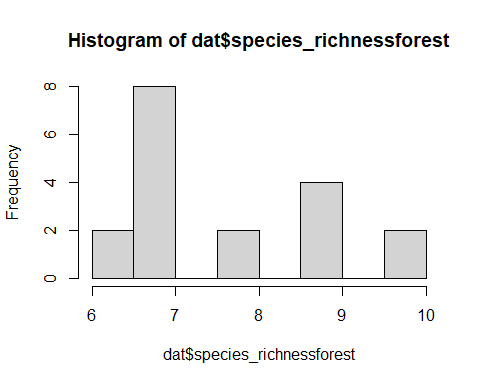 Histogram of dat$species_richnessforest
Frequency
8
6
4
2
0
6 7 8 9 10
dat$species_richnessforest